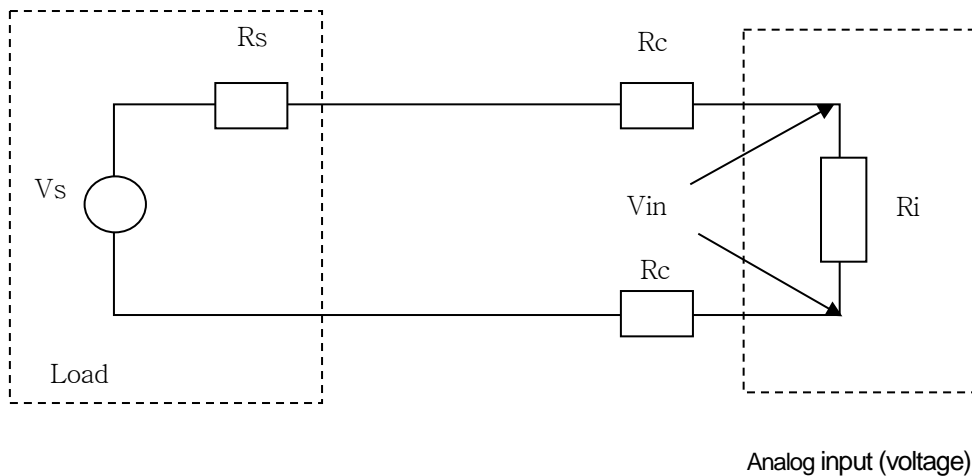 Rs
Rc
Vs
Vin
Ri
Rc
Load
Analog input (voltage)